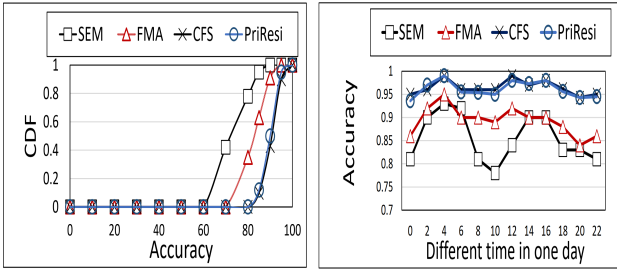 SEM FMA CFS PriResi
CDF
1
0.8
0.6
0.4
0.2
0
0 20 40 60 80 100
Accuracy
SEM FMA CFS PriResi
Accuracy
1
0.95
0.9
0.85
0.8
0.75
0.7
0 2 4 6 8 10 12 14 16 18 20 22
Different time in one day